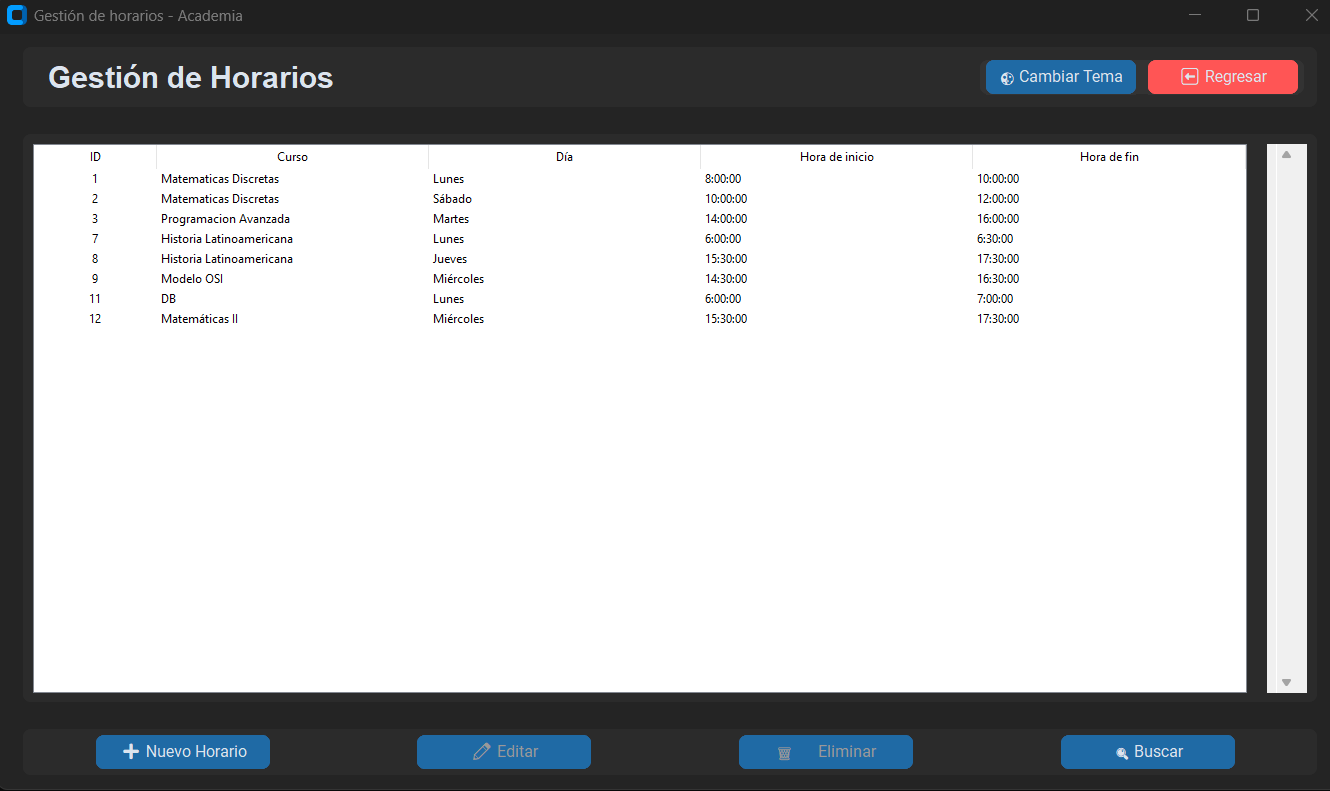 Gestión de horarios - Academia
Gestión de Horarios
Cambiar Tema
Regresar
ID Curso Día Hora de inicio Hora de fin
1 Matematicas Discretas Lunes 8:00:00 10:00:00
2 Matematicas Discretas Sábado 10:00:00 12:00:00
3 Programacion Avanzada Martes 14:00:00 16:00:00
7 Historia Latinoamericana Lunes 6:00:00 6:30:00
8 Historia Latinoamericana Jueves 15:30:00 17:30:00
9 Modelo OSI Miércoles 14:30:00 16:30:00
11 DB Lunes 6:00:00 7:00:00
12 Matemáticas II Miércoles 15:30:00 17:30:00
Nuevo Horario
Editar
Eliminar
Buscar